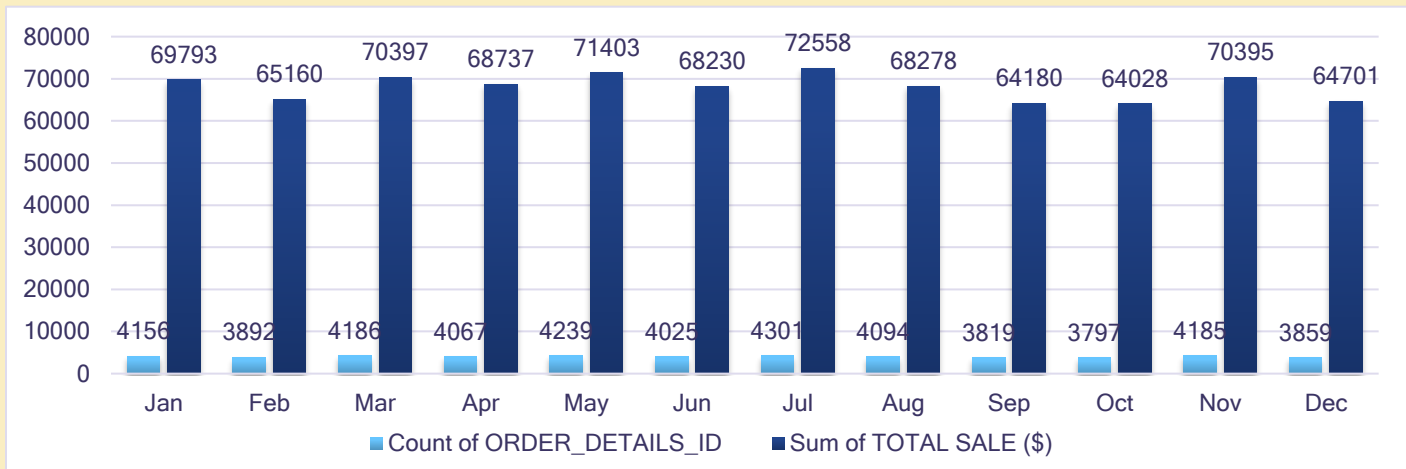 80000
70000
60000
50000
40000
30000
20000
10000
0
69793 65160 70397 68737 71403 68230 72558 68278 64180 64028 70395 64701
4156 3892 4186 4067 4239 4025 4301 4094 3819 3797 4185 3859
Jan Feb Mar Apr May Jun Jul Aug Sep Oct Nov Dec
Count of ORDER_DETAILS_ID Sum of TOTAL SALE ($)